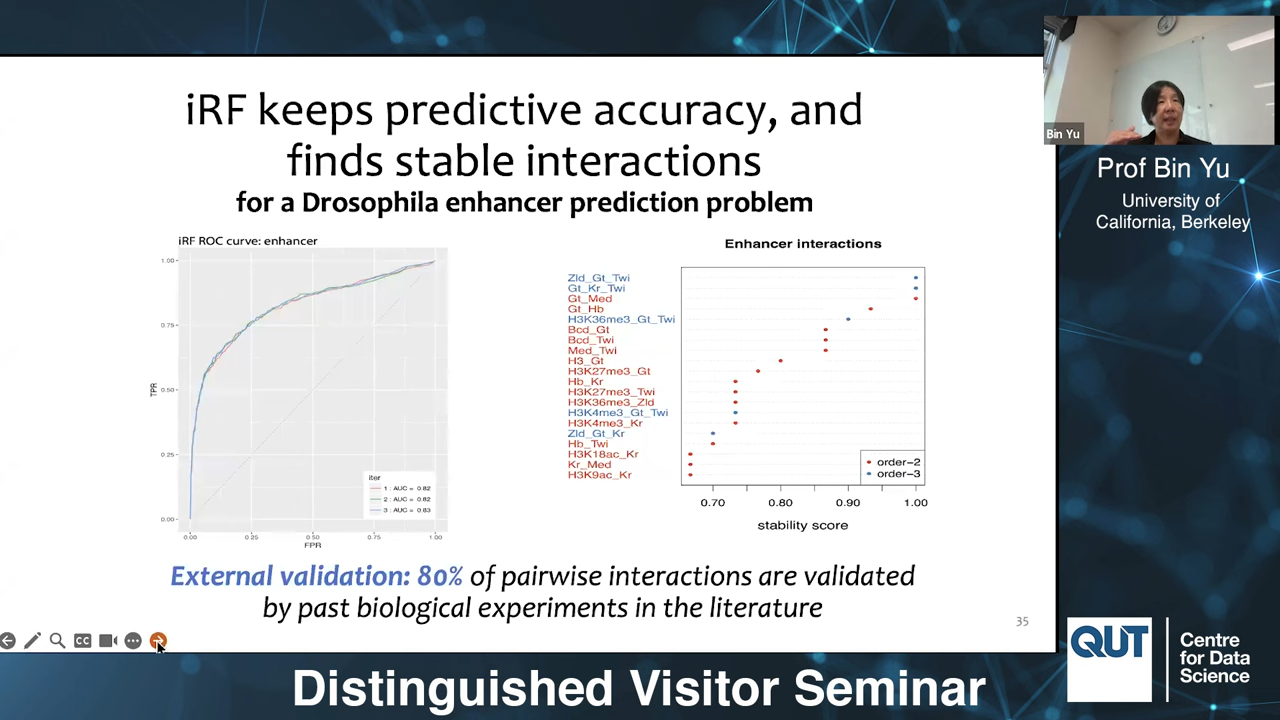 iRF keeps predictive accuracy, and
finds stable interactions
for a Drosophila enhancer prediction problem
iRF ROC curve: enhancer
1.00
0.75
0.50
0.25
0.00
TPR
0.00
0.25
0.50
0.75
1.00
FPR
iter
1 : AUC = 0.82
2 : AUC = 0.82
3 : AUC = 0.83
Enhancer interactions
Zld_Gt_Twi
Gt_Kr_Twi
Gt_Med
Gt_Hb
H3K36me3_Gt_Twi
Bcd_Gt
Bcd_Twi
Med_Twi
H3_Gt
H3K27me3_Gt
Hb_Kr
H3K27me3_Twi
H3K36me3_Zld
H3K4me3_Gt_Twi
H3K4me3_Kr
Zld_Gt_Kr
Hb_Twi
H3K18ac_Kr
Kr_Med
H3K9ac_Kr
order-2
order-3
0.70
0.80
0.90
1.00
stability score
External validation: 80% of pairwise interactions are validated
by past biological experiments in the literature
35
CC
Bin Yu
Prof Bin Yu
University of
California, Berkeley
QUT
Centre
for Data
Science
Distinguished Visitor Seminar